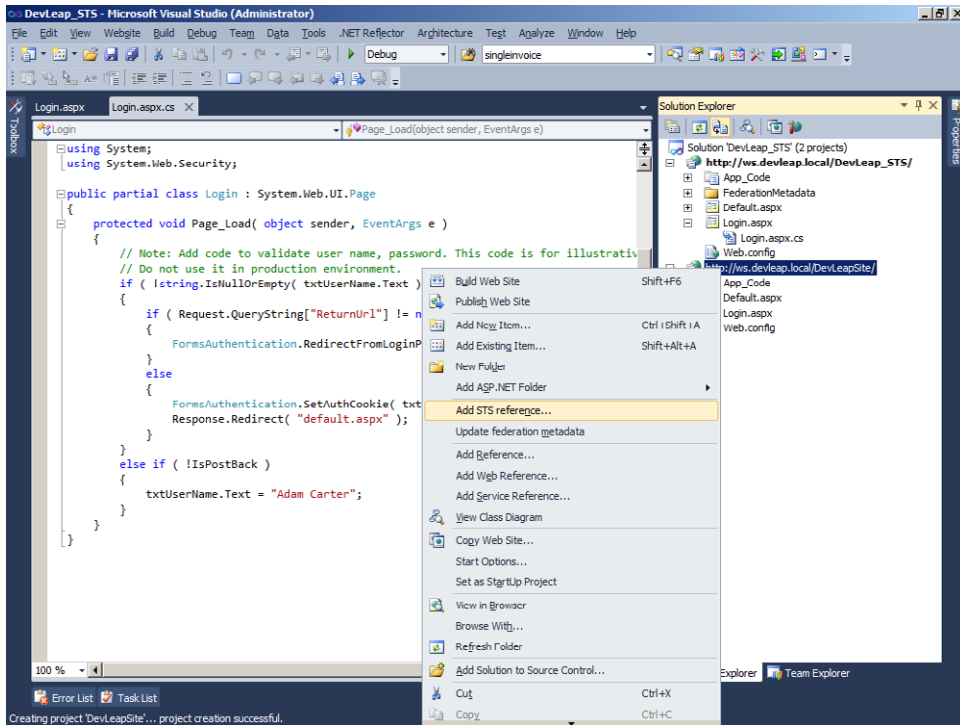 DevLeap_STS - Microsoft Visual Studio (Administrator)
File Edit View Website Build Debug Team Data Tools .NET Reflector Architecture Test Analyze Window Help
Debug singleinvoice
Login.aspx Login.aspx.cs
Login Page_Load(object sender, EventArgs e)
using System;
using System.Web.Security;
public partial class Login : System.Web.UI.Page
{
protected void Page_Load( object sender, EventArgs e )
{
// Note: Add code to validate user name, password. This code is for illustrativ
// Do not use it in production environment.
if ( !string.IsNullOrEmpty( txtUserName.Text )
{
if ( Request.QueryString["ReturnUrl"] != n
{
FormsAuthentication.RedirectFromLoginP
}
else
{
FormsAuthentication.SetAuthCookie( txt
Response.Redirect( "default.aspx" );
}
}
else if ( !IsPostBack )
{
txtUserName.Text = "Adam Carter";
}
}
}
100 %
Toolbox
Error List Task List
Creating project 'DevLeapSite'... project creation successful.
Build Web Site Shift+F6
Publish Web Site
Add New Item... Ctrl+Shift+A
Add Existing Item... Shift+Alt+A
New Folder
Add ASP.NET Folder
Add STS reference...
Update federation metadata
Add Reference...
Add Web Reference...
Add Service Reference...
View Class Diagram
Copy Web Site...
Start Options...
Set as StartUp Project
View in Browser
Browse With...
Refresh Folder
Add Solution to Source Control...
Cut Ctrl+X
Copy Ctrl+C
Solution Explorer
Solution 'DevLeap_STS' (2 projects)
http://ws.devleap.local/DevLeap_STS/
App_Code
FederationMetadata
Default.aspx
Login.aspx
Login.aspx.cs
Web.config
http://ws.devleap.local/DevLeapSite/
App_Code
Default.aspx
Login.aspx
Web.config
Explorer Team Explorer
Properties